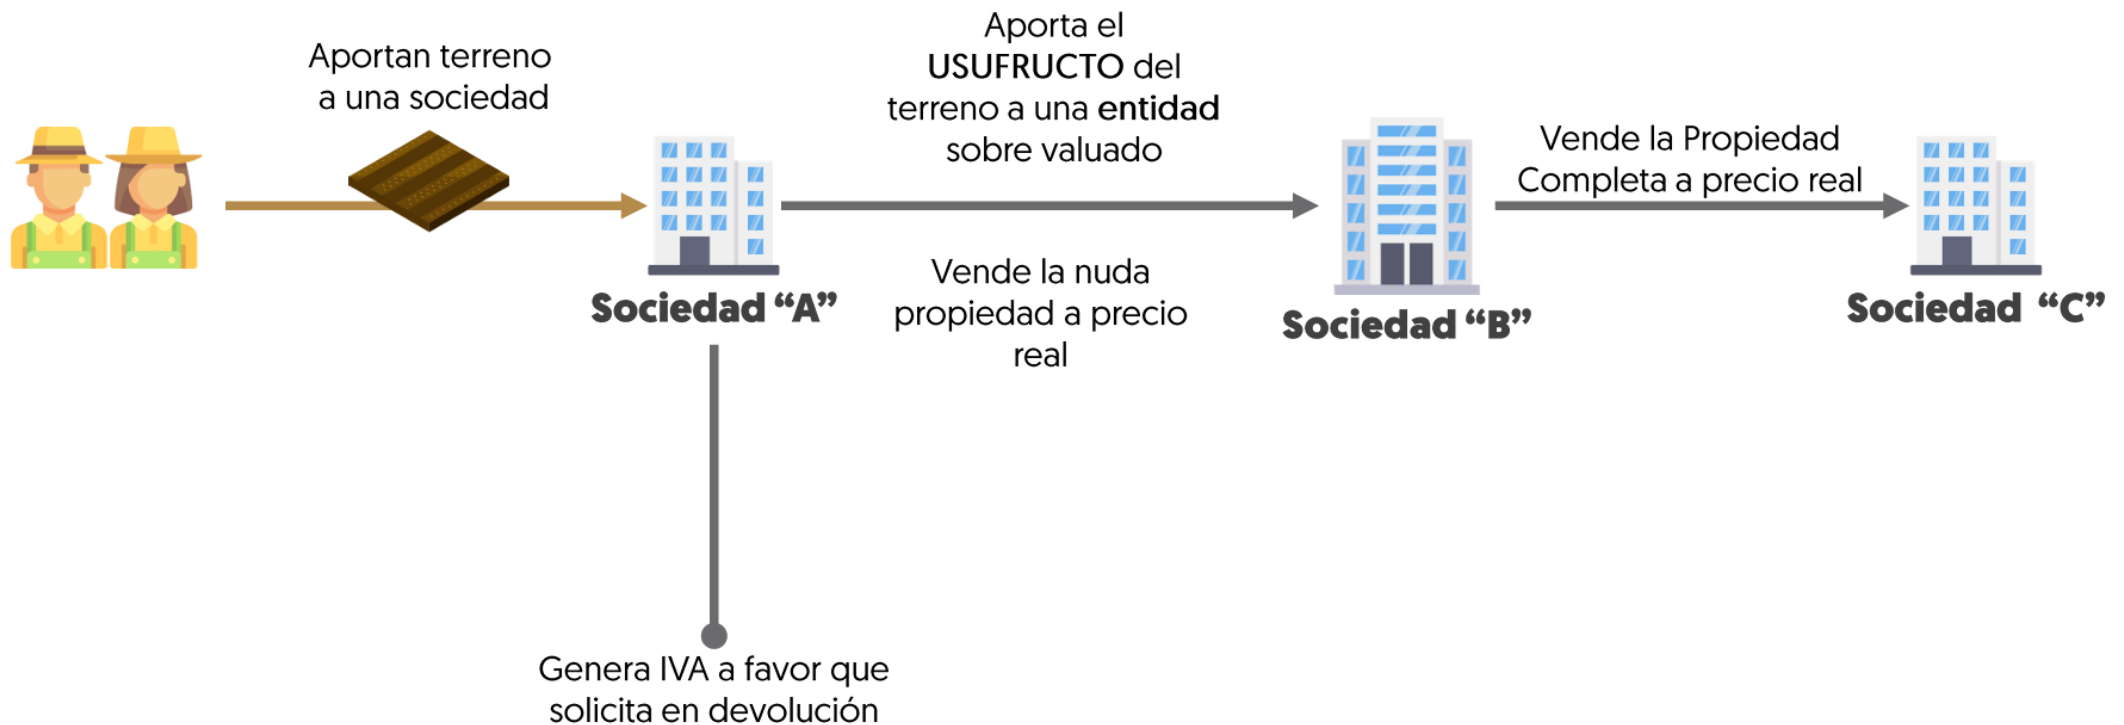 Aportan terreno
a una sociedad
Aporta el
USUFRUCTO del
terreno a una entidad
sobre valuado
Vende la Propiedad
Completa a precio real
Sociedad “A”
Vende la nuda
propiedad a precio
real
Sociedad “B”
Sociedad “C”
Genera IVA a favor que
solicita en devolución